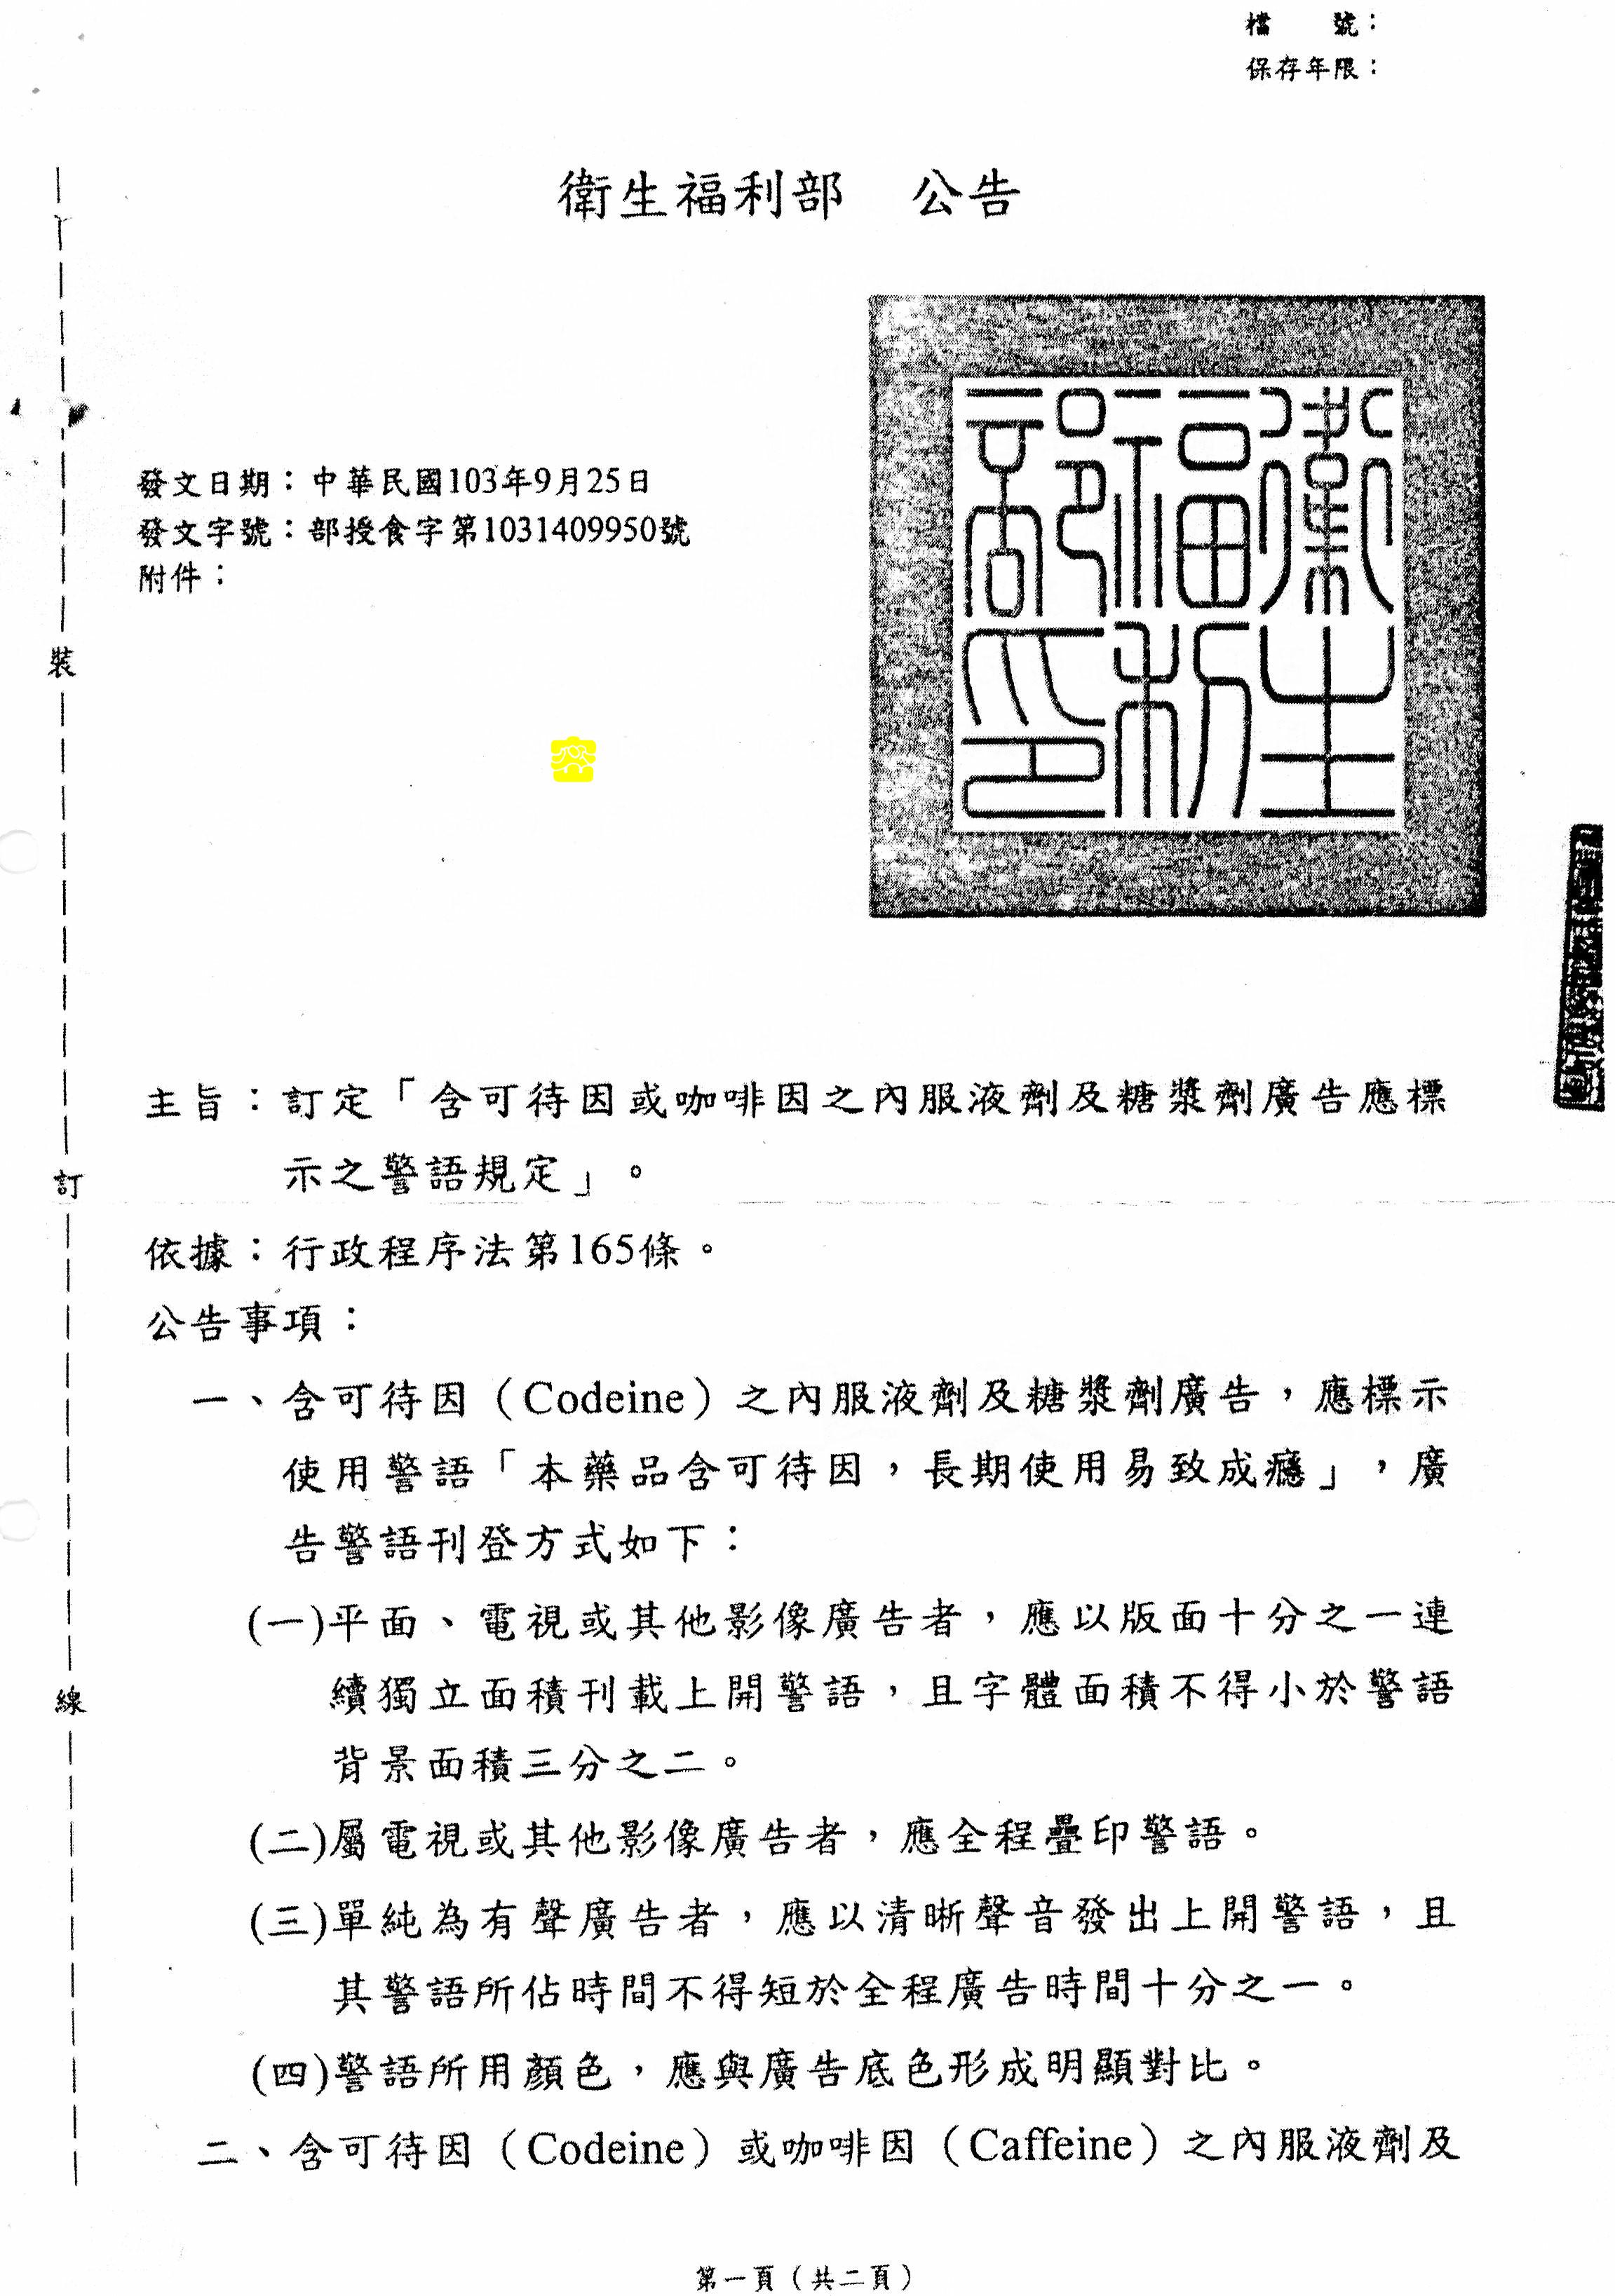 檔　　號：
保存年限：
衛生福利部　公告
衛生福利部印
發文日期：中華民國103年9月25日
發文字號：部授食字第1031409950號
附件：
裝
訂
線
主旨：訂定「含可待因或咖啡因之內服液劑及糖漿劑廣告應標
示之警語規定」。
依據：行政程序法第165條。
公告事項：
一、含可待因（Codeine）之內服液劑及糖漿劑廣告，應標示
使用警語「本藥品含可待因，長期使用易致成癮」，廣
告警語刊登方式如下：
(一)平面、電視或其他影像廣告者，應以版面十分之一連
續獨立面積刊載上開警語，且字體面積不得小於警語
背景面積三分之二。
(二)屬電視或其他影像廣告者，應全程疊印警語。
(三)單純為有聲廣告者，應以清晰聲音發出上開警語，且
其警語所佔時間不得短於全程廣告時間十分之一。
(四)警語所用顏色，應與廣告底色形成明顯對比。
二、含可待因（Codeine）或咖啡因（Caffeine）之內服液劑及
第一頁（共二頁）